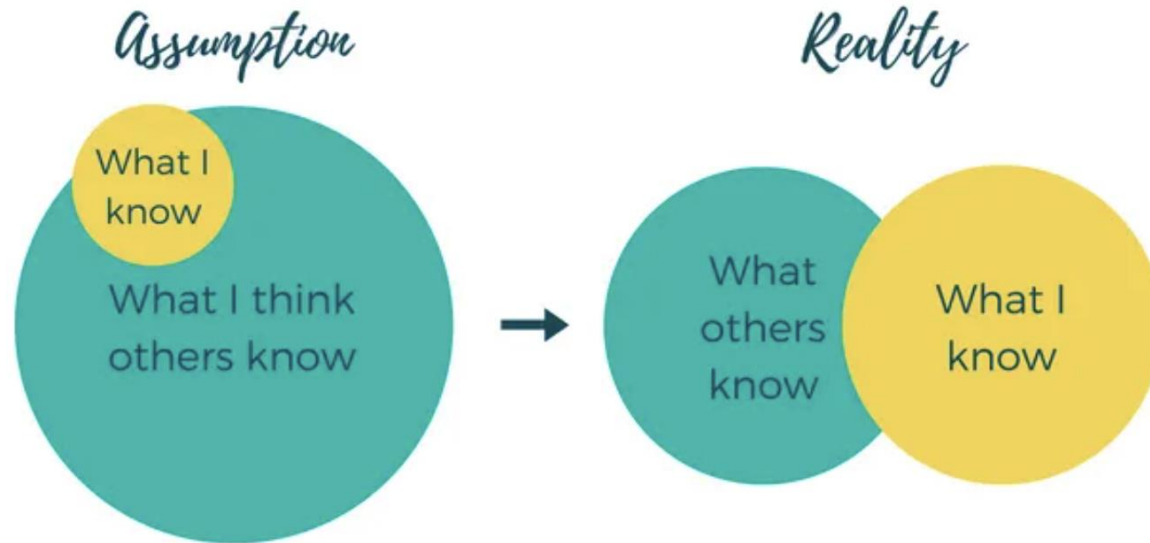 Assumption
Reality
What I
know
What I think
others know
What
others
know
What I
know